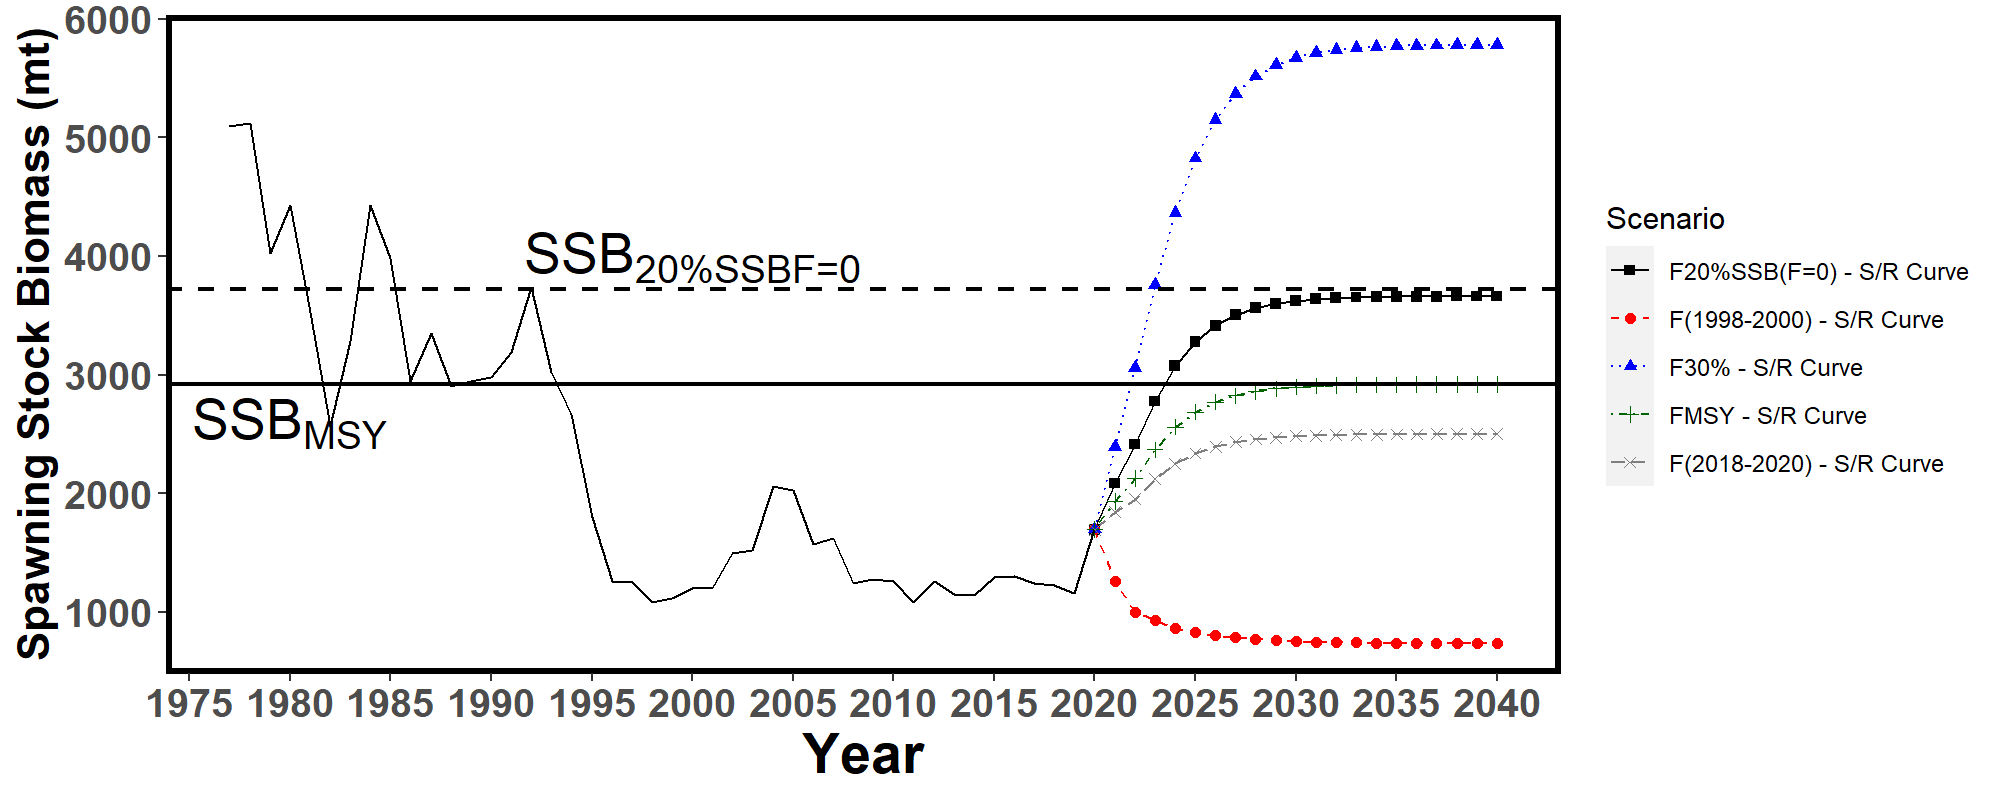 Spawning Stock Biomass (mt)
6000
5000
4000
3000
2000
1000
SSB20%SSBF=0
SSBMSY
1975 1980 1985 1990 1995 2000 2005 2010 2015 2020 2025 2030 2035 2040
Year
Scenario
F20%SSB(F=0) - S/R Curve
F(1998-2000) - S/R Curve
F30% - S/R Curve
FMSY - S/R Curve
F(2018-2020) - S/R Curve